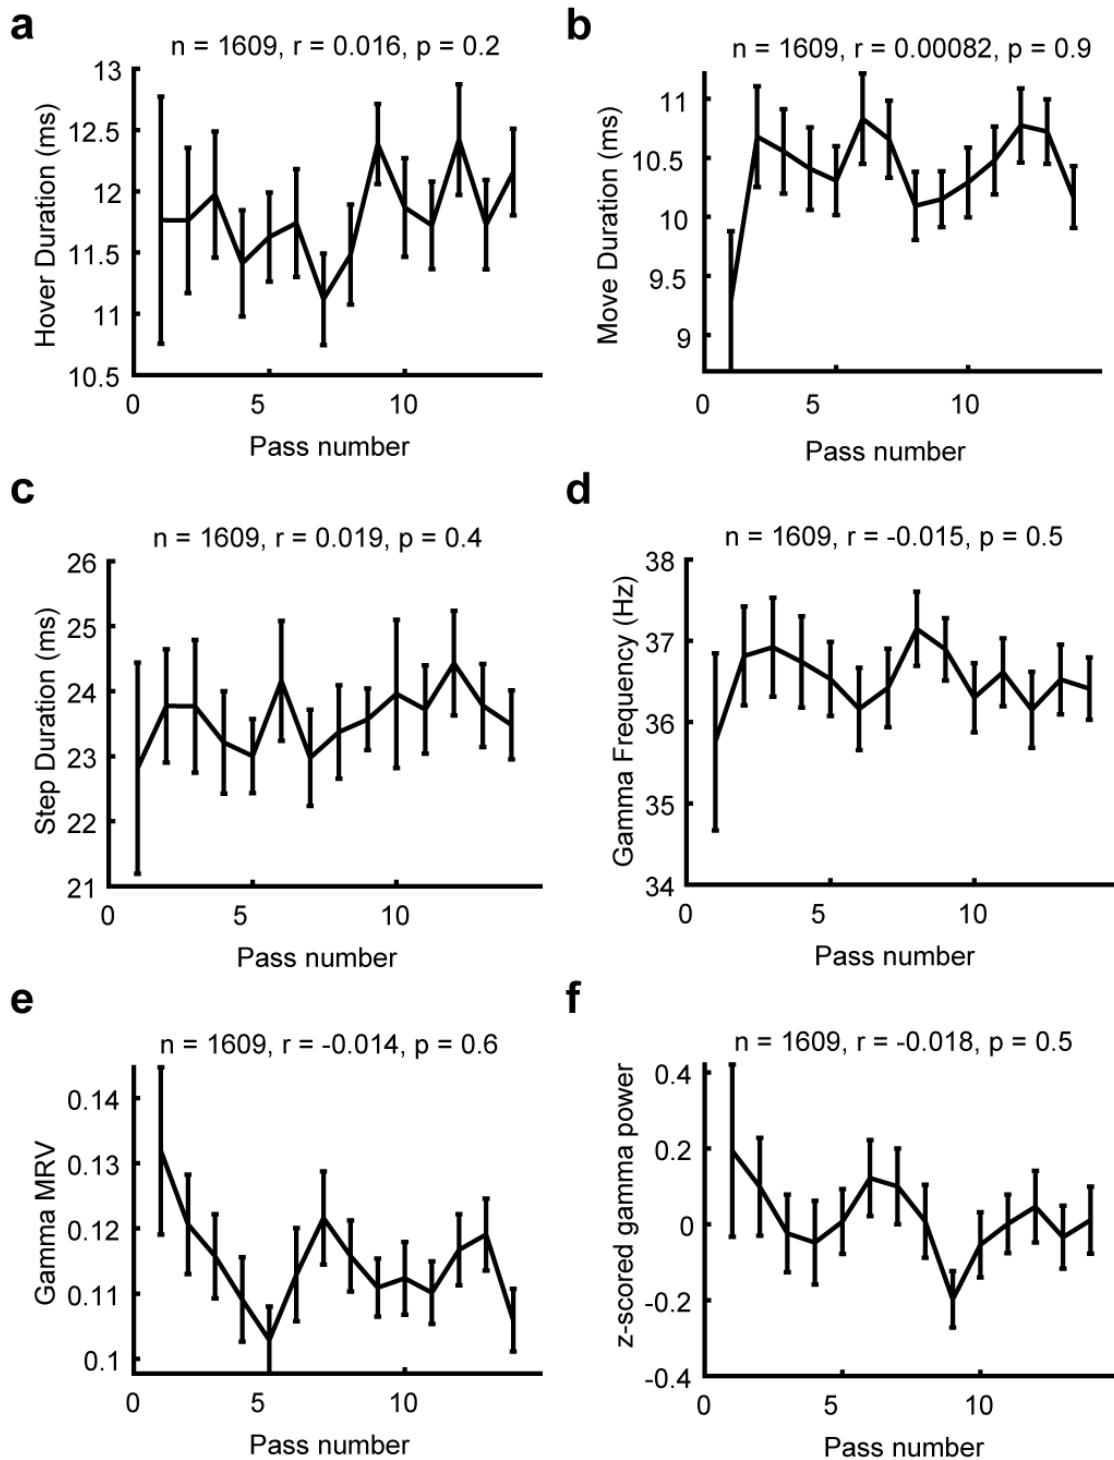 a
n = 1609, r = 0.016, p = 0.2
Hover Duration (ms)
13
12.5
12
11.5
11
10.5
0
5
10
Pass number
b
n = 1609, r = 0.00082, p = 0.9
Move Duration (ms)
11
10.5
10
9.5
9
0
5
10
Pass number
c
n = 1609, r = 0.019, p = 0.4
Step Duration (ms)
26
25
24
23
22
21
0
5
10
Pass number
d
n = 1609, r = -0.015, p = 0.5
Gamma Frequency (Hz)
38
37
36
35
34
0
5
10
Pass number
e
n = 1609, r = -0.014, p = 0.6
Gamma MRV
0.14
0.13
0.12
0.11
0.1
0
5
10
Pass number
f
n = 1609, r = -0.018, p = 0.5
z-scored gamma power
0.4
0.2
0
-0.2
-0.4
0
5
10
Pass number